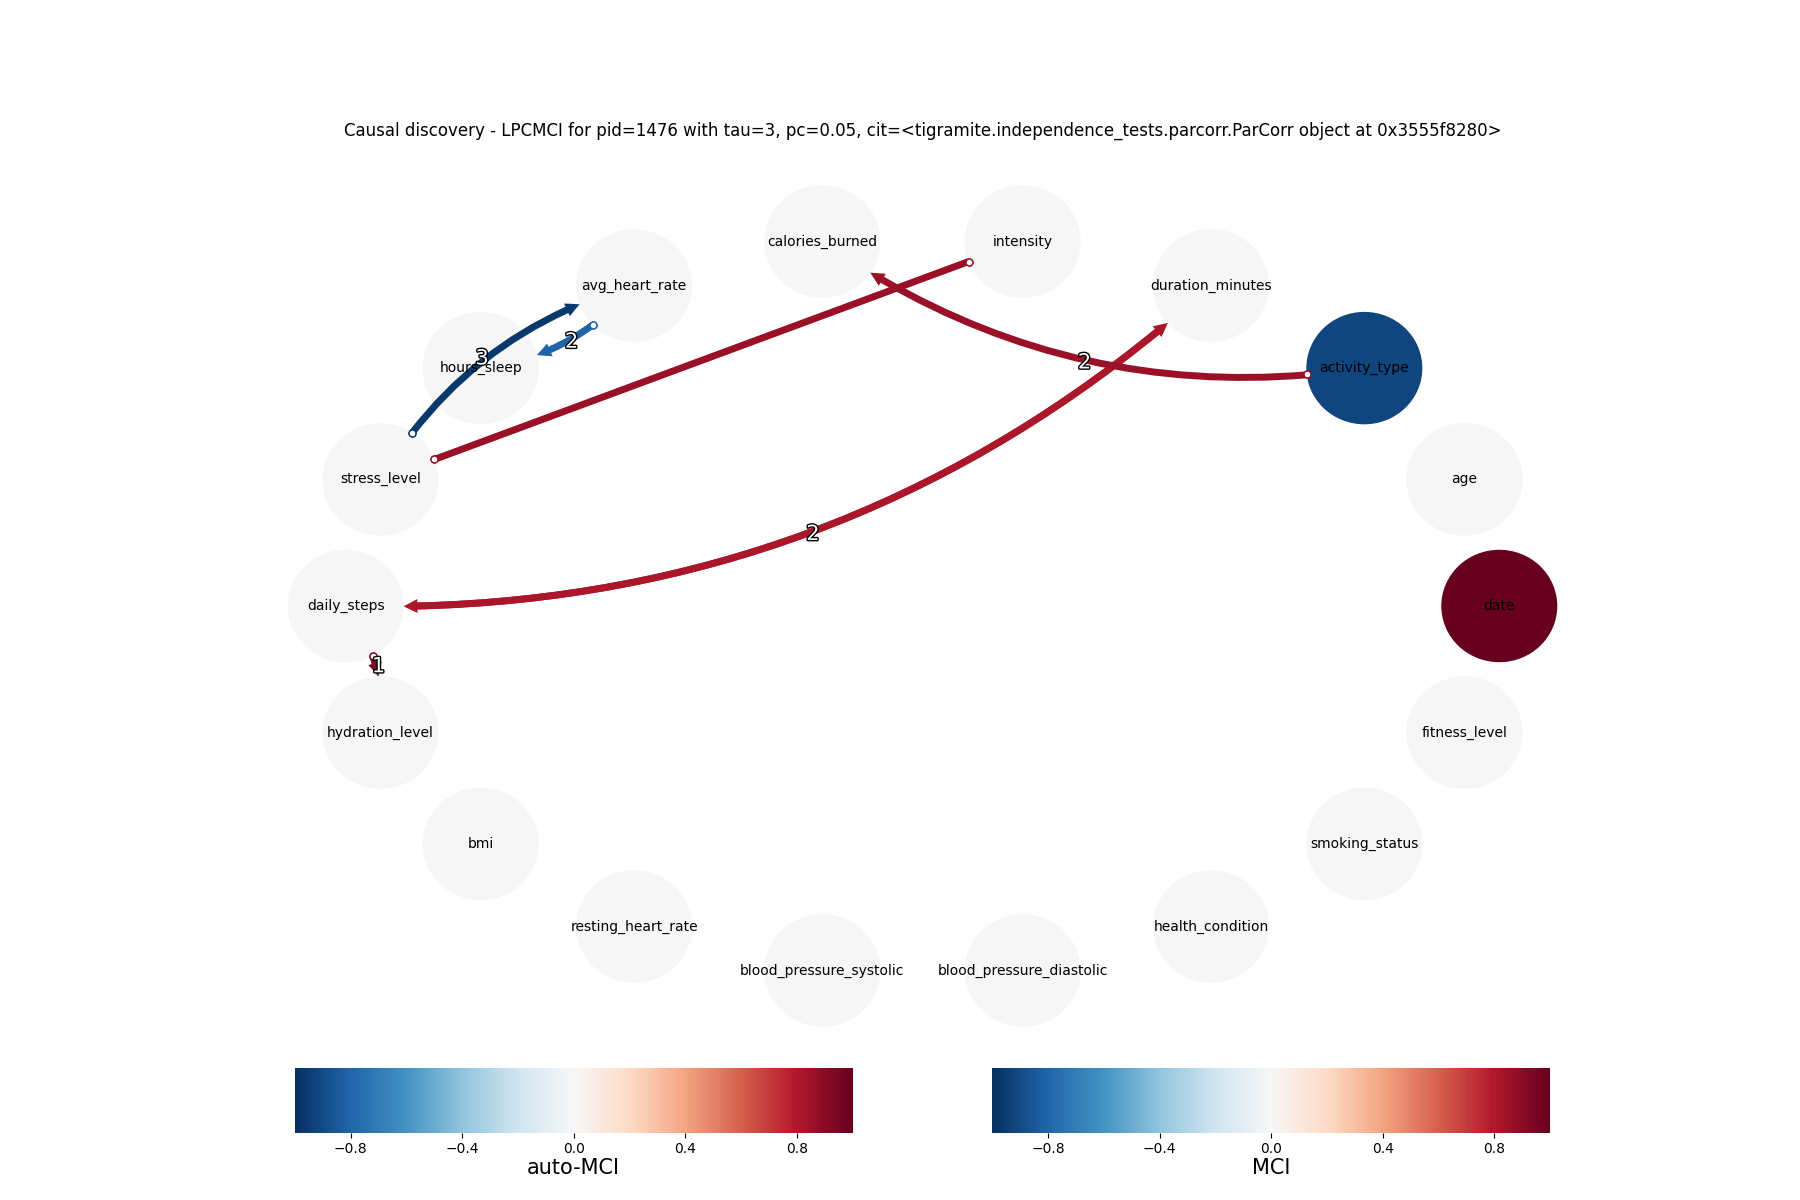 Causal discovery - LPCMCI for pid=1476 with tau=3, pc=0.05, cit=<tigramite.independence_tests.parcorr.ParCorr object at 0x3555f8280>
calories_burned
intensity
avg_heart_rate
duration_minutes
2
3
2
hours_sleep
activity_type
stress_level
age
2
daily_steps
date
1
hydration_level
fitness_level
bmi
smoking_status
resting_heart_rate
health_condition
blood_pressure_systolic
blood_pressure_diastolic
−0.8 −0.4 0.0 0.4 0.8
auto-MCI
−0.8 −0.4 0.0 0.4 0.8
MCI